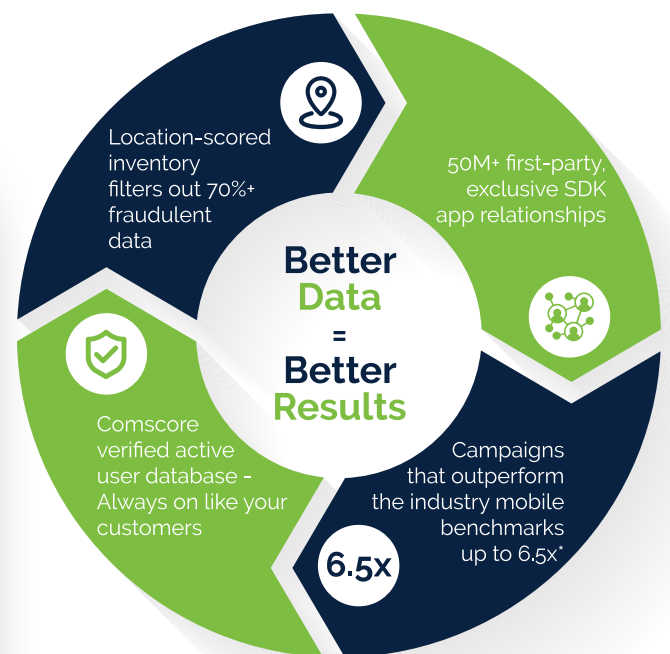 Location-scored
inventory
filters out 70%+
fraudulent
data
50M+ first-party,
exclusive SDK
app relationships
Better
Data
=
Better
Results
Comscore
verified active
user database -
Always on like your
customers
Campaigns
that outperform
the industry mobile
benchmarks
up to 6.5x*
6.5x